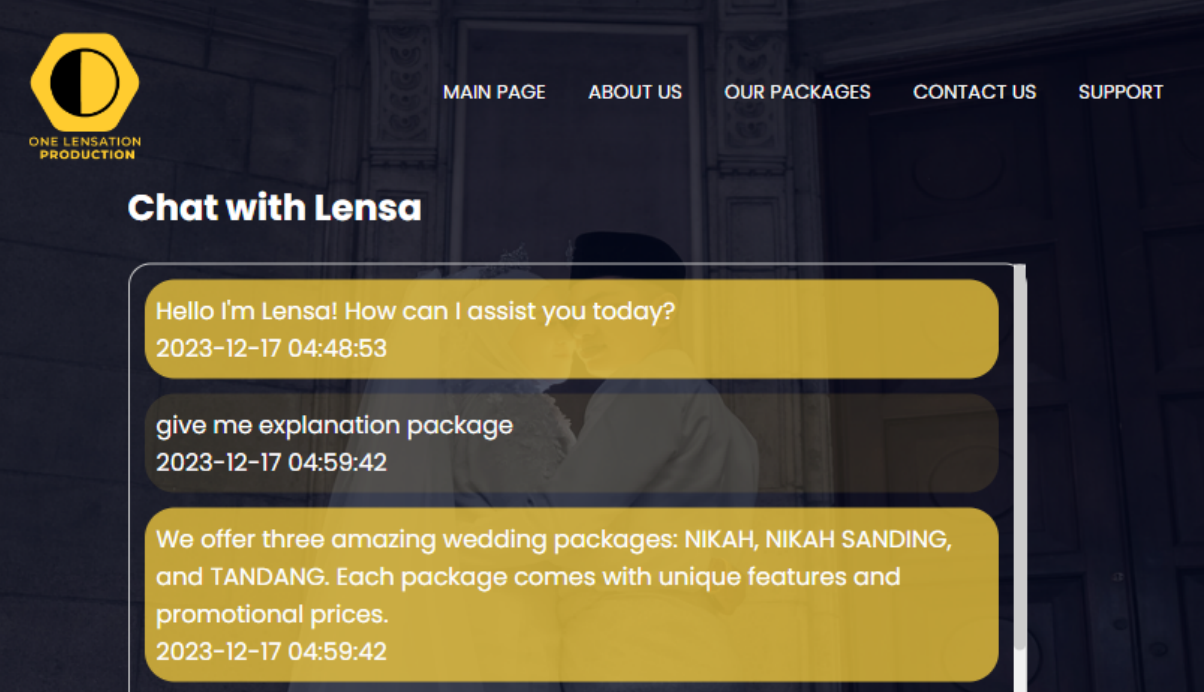 ONE LENSATION
PRODUCTION
MAIN PAGE ABOUT US OUR PACKAGES CONTACT US SUPPORT
Chat with Lensa
Hello I'm Lensa! How can I assist you today?
2023-12-17 04:48:53
give me explanation package
2023-12-17 04:59:42
We offer three amazing wedding packages: NIKAH, NIKAH SANDING,
and TANDANG. Each package comes with unique features and
promotional prices.
2023-12-17 04:59:42